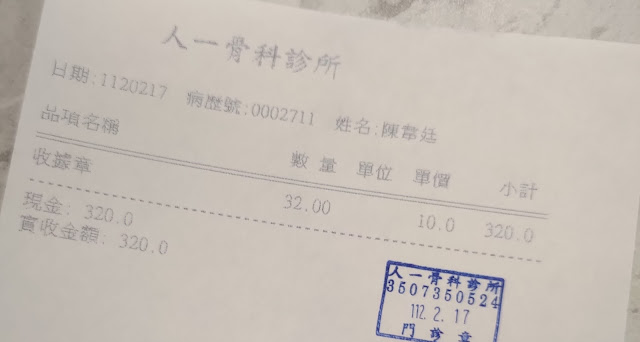 人一骨科診所
日期:1120217 病歷號:0002711 姓名:陳韋廷
品項名稱 數量 單位 單價 小計
收據章 32.00 10.0 320.0
現金: 320.0
實收金額: 320.0
人一骨科診所
3507350524
112.2.17
門診章